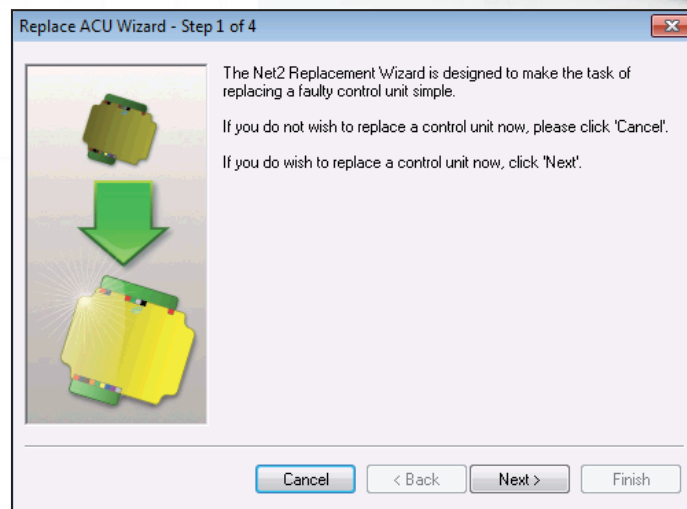 Replace ACU Wizard - Step 1 of 4
The Net2 Replacement Wizard is designed to make the task of
replacing a faulty control unit simple.
If you do not wish to replace a control unit now, please click 'Cancel'.
If you do wish to replace a control unit now, click 'Next'.
Cancel
< Back
Next >
Finish